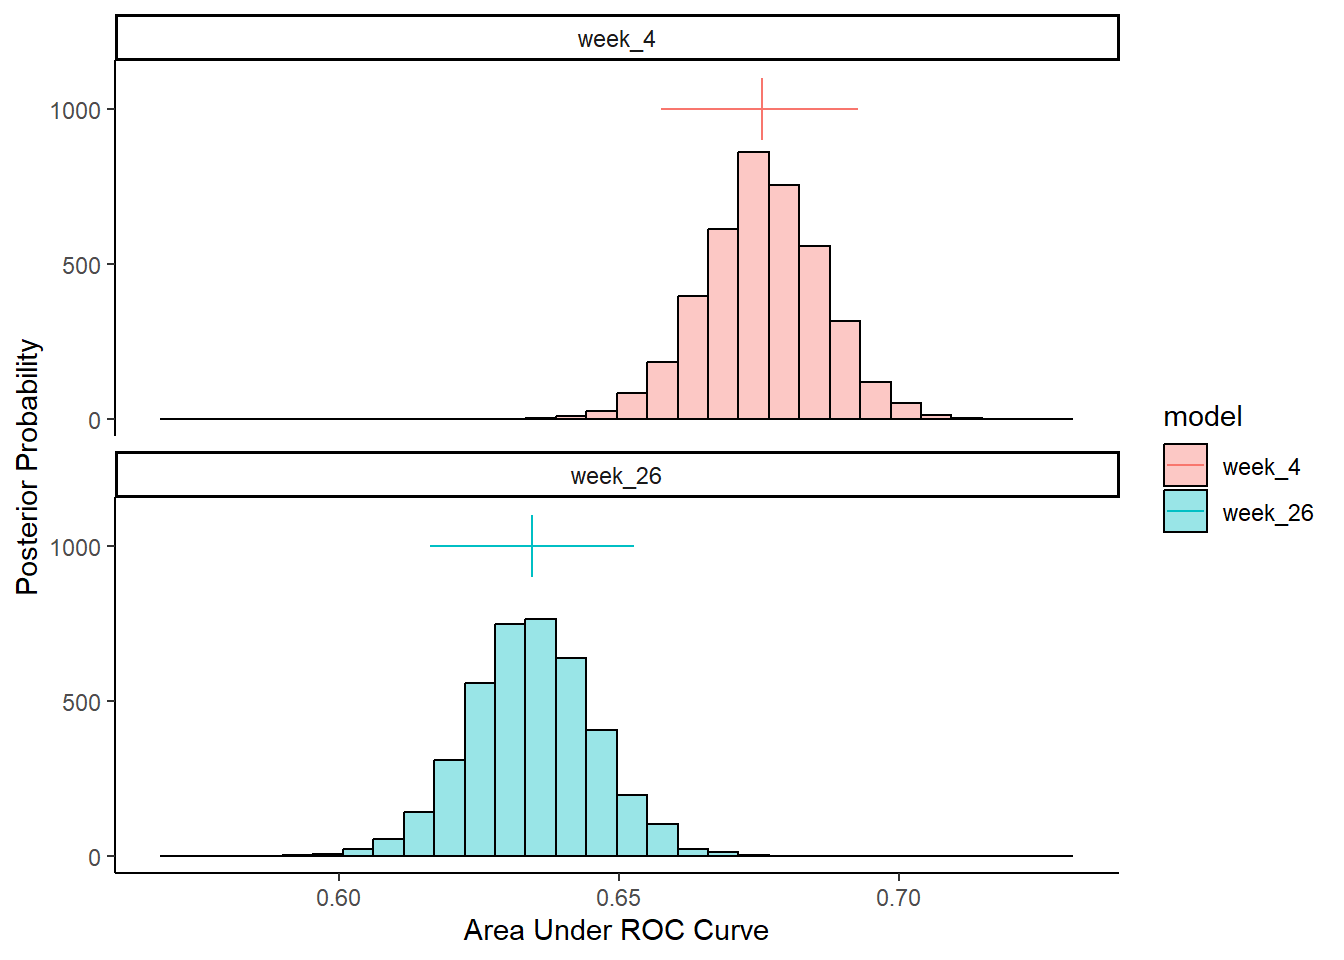 week_4
1000
500
0
week_26
1000
500
0
0.60
0.65
0.70
Area Under ROC Curve
Posterior Probability
model
week_4
week_26